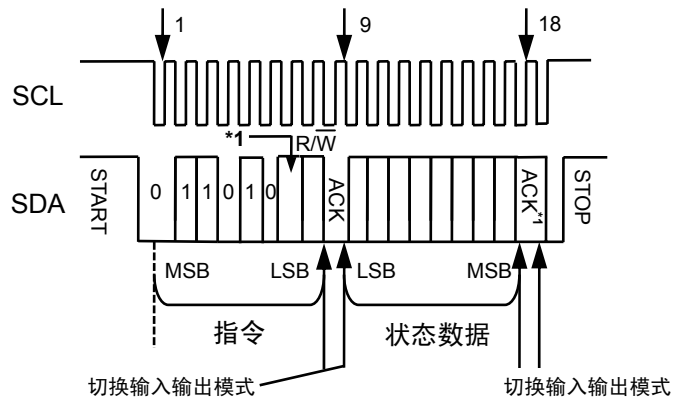 1 9 18
SCL
*1 R/W
SDA START 0 1 1 0 1 0 ACK ACK*1 STOP
MSB LSB LSB MSB
指令 状态数据
切换输入输出模式 切换输入输出模式